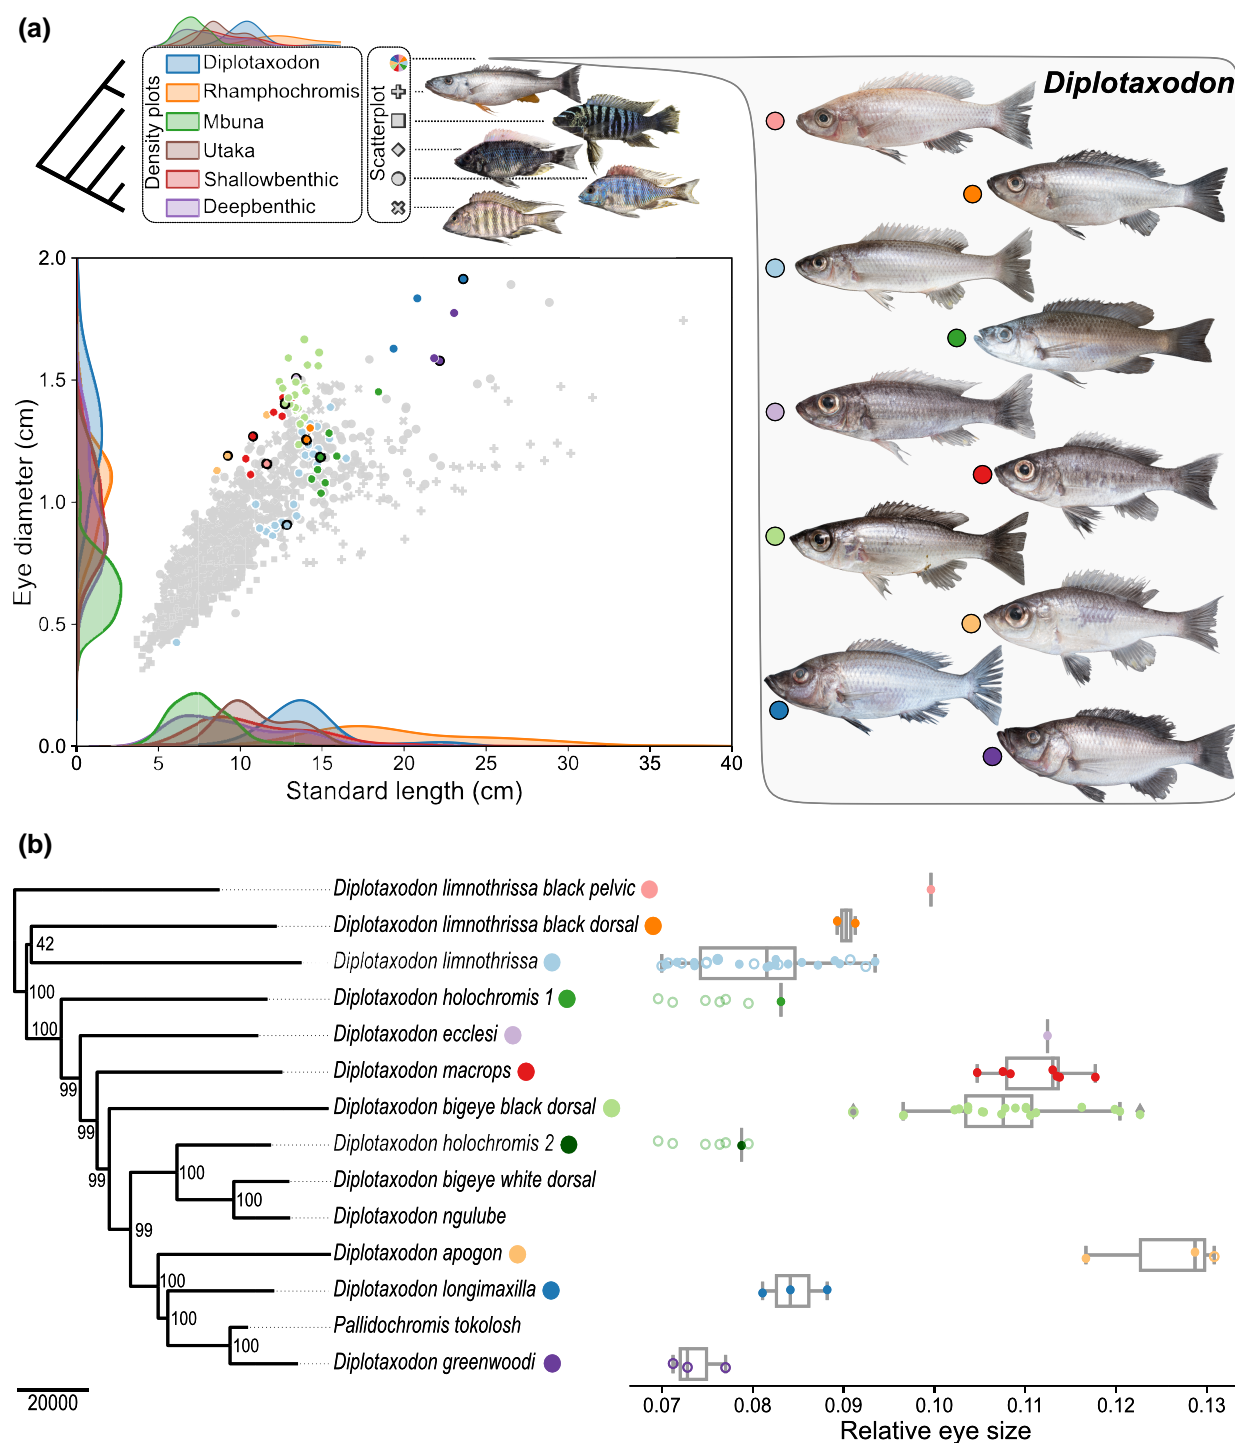 (a)
Density plots
Diplotaxodon
Rhamphochromis
Mbuna
Utaka
Shallowbenthic
Deepbenthic
Scatterplot
Diplotaxodon
2.0
1.5
1.0
0.5
0.0
Eye diameter (cm)
0 5 10 15 20 25 30 35 40
Standard length (cm)
(b)
Diplotaxodon limnothrissa black pelvic
Diplotaxodon limnothrissa black dorsal
42
Diplotaxodon limnothrissa
100
Diplotaxodon holochromis 1
100
Diplotaxodon ecclesi
Diplotaxodon macrops
99
Diplotaxodon bigeye black dorsal
99
Diplotaxodon holochromis 2
100
99
Diplotaxodon bigeye white dorsal
100
Diplotaxodon ngulube
99
Diplotaxodon apogon
100
Diplotaxodon longimaxilla
100
Pallidochromis tokolosh
100
Diplotaxodon greenwoodi
20000
0.07 0.08 0.09 0.10 0.11 0.12 0.13
Relative eye size